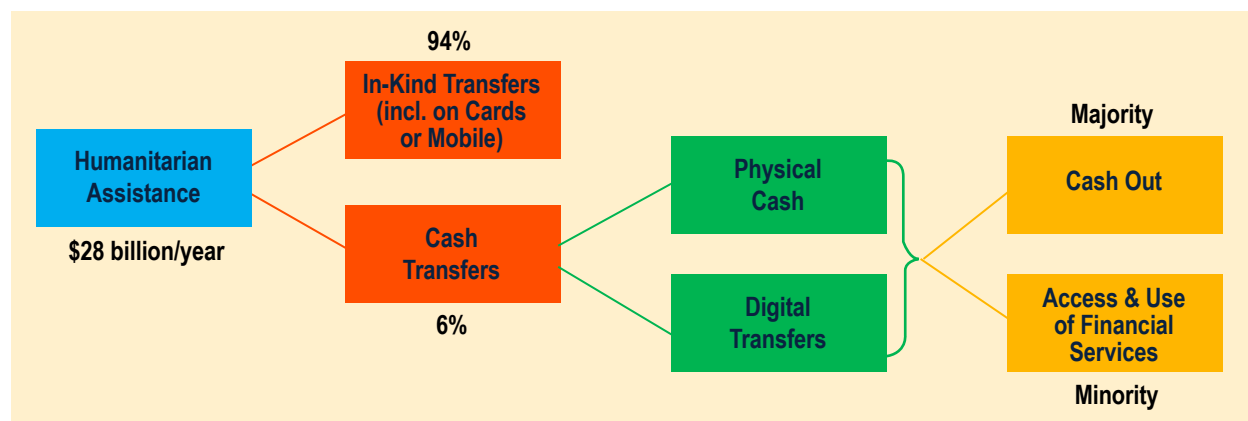 Humanitarian
Assistance
$28 billion/year
94%
In-Kind Transfers
(incl. on Cards
or Mobile)
Cash
Transfers
6%
Physical
Cash
Digital
Transfers
Majority
Cash Out
Access & Use
of Financial
Services
Minority